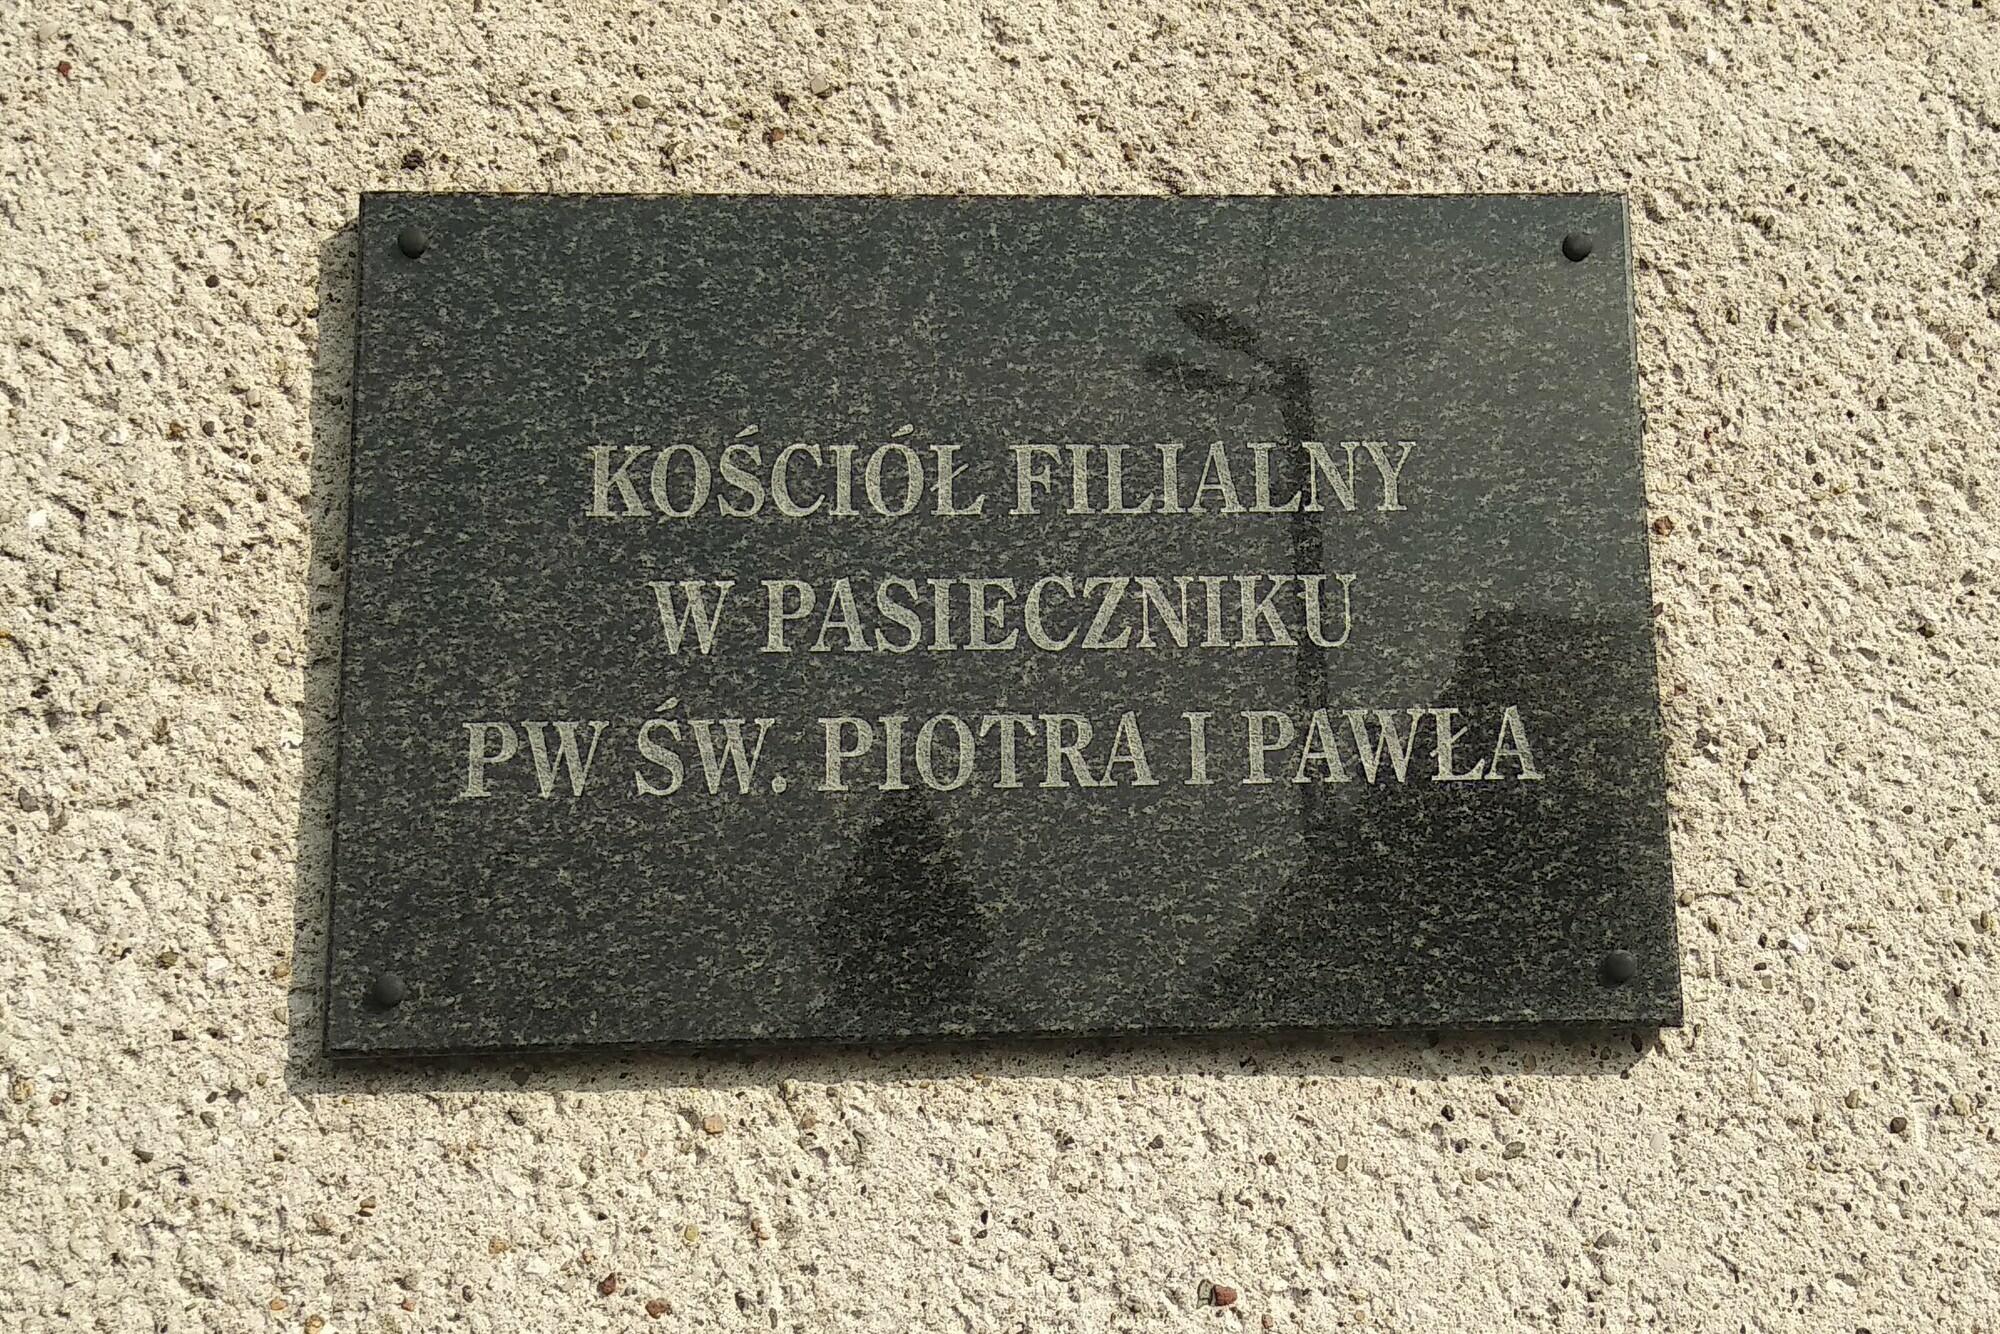 KOŚCIÓŁ FILIALNY
W PASIECZNIKU
PW ŚW. PIOTRA I PAWŁA